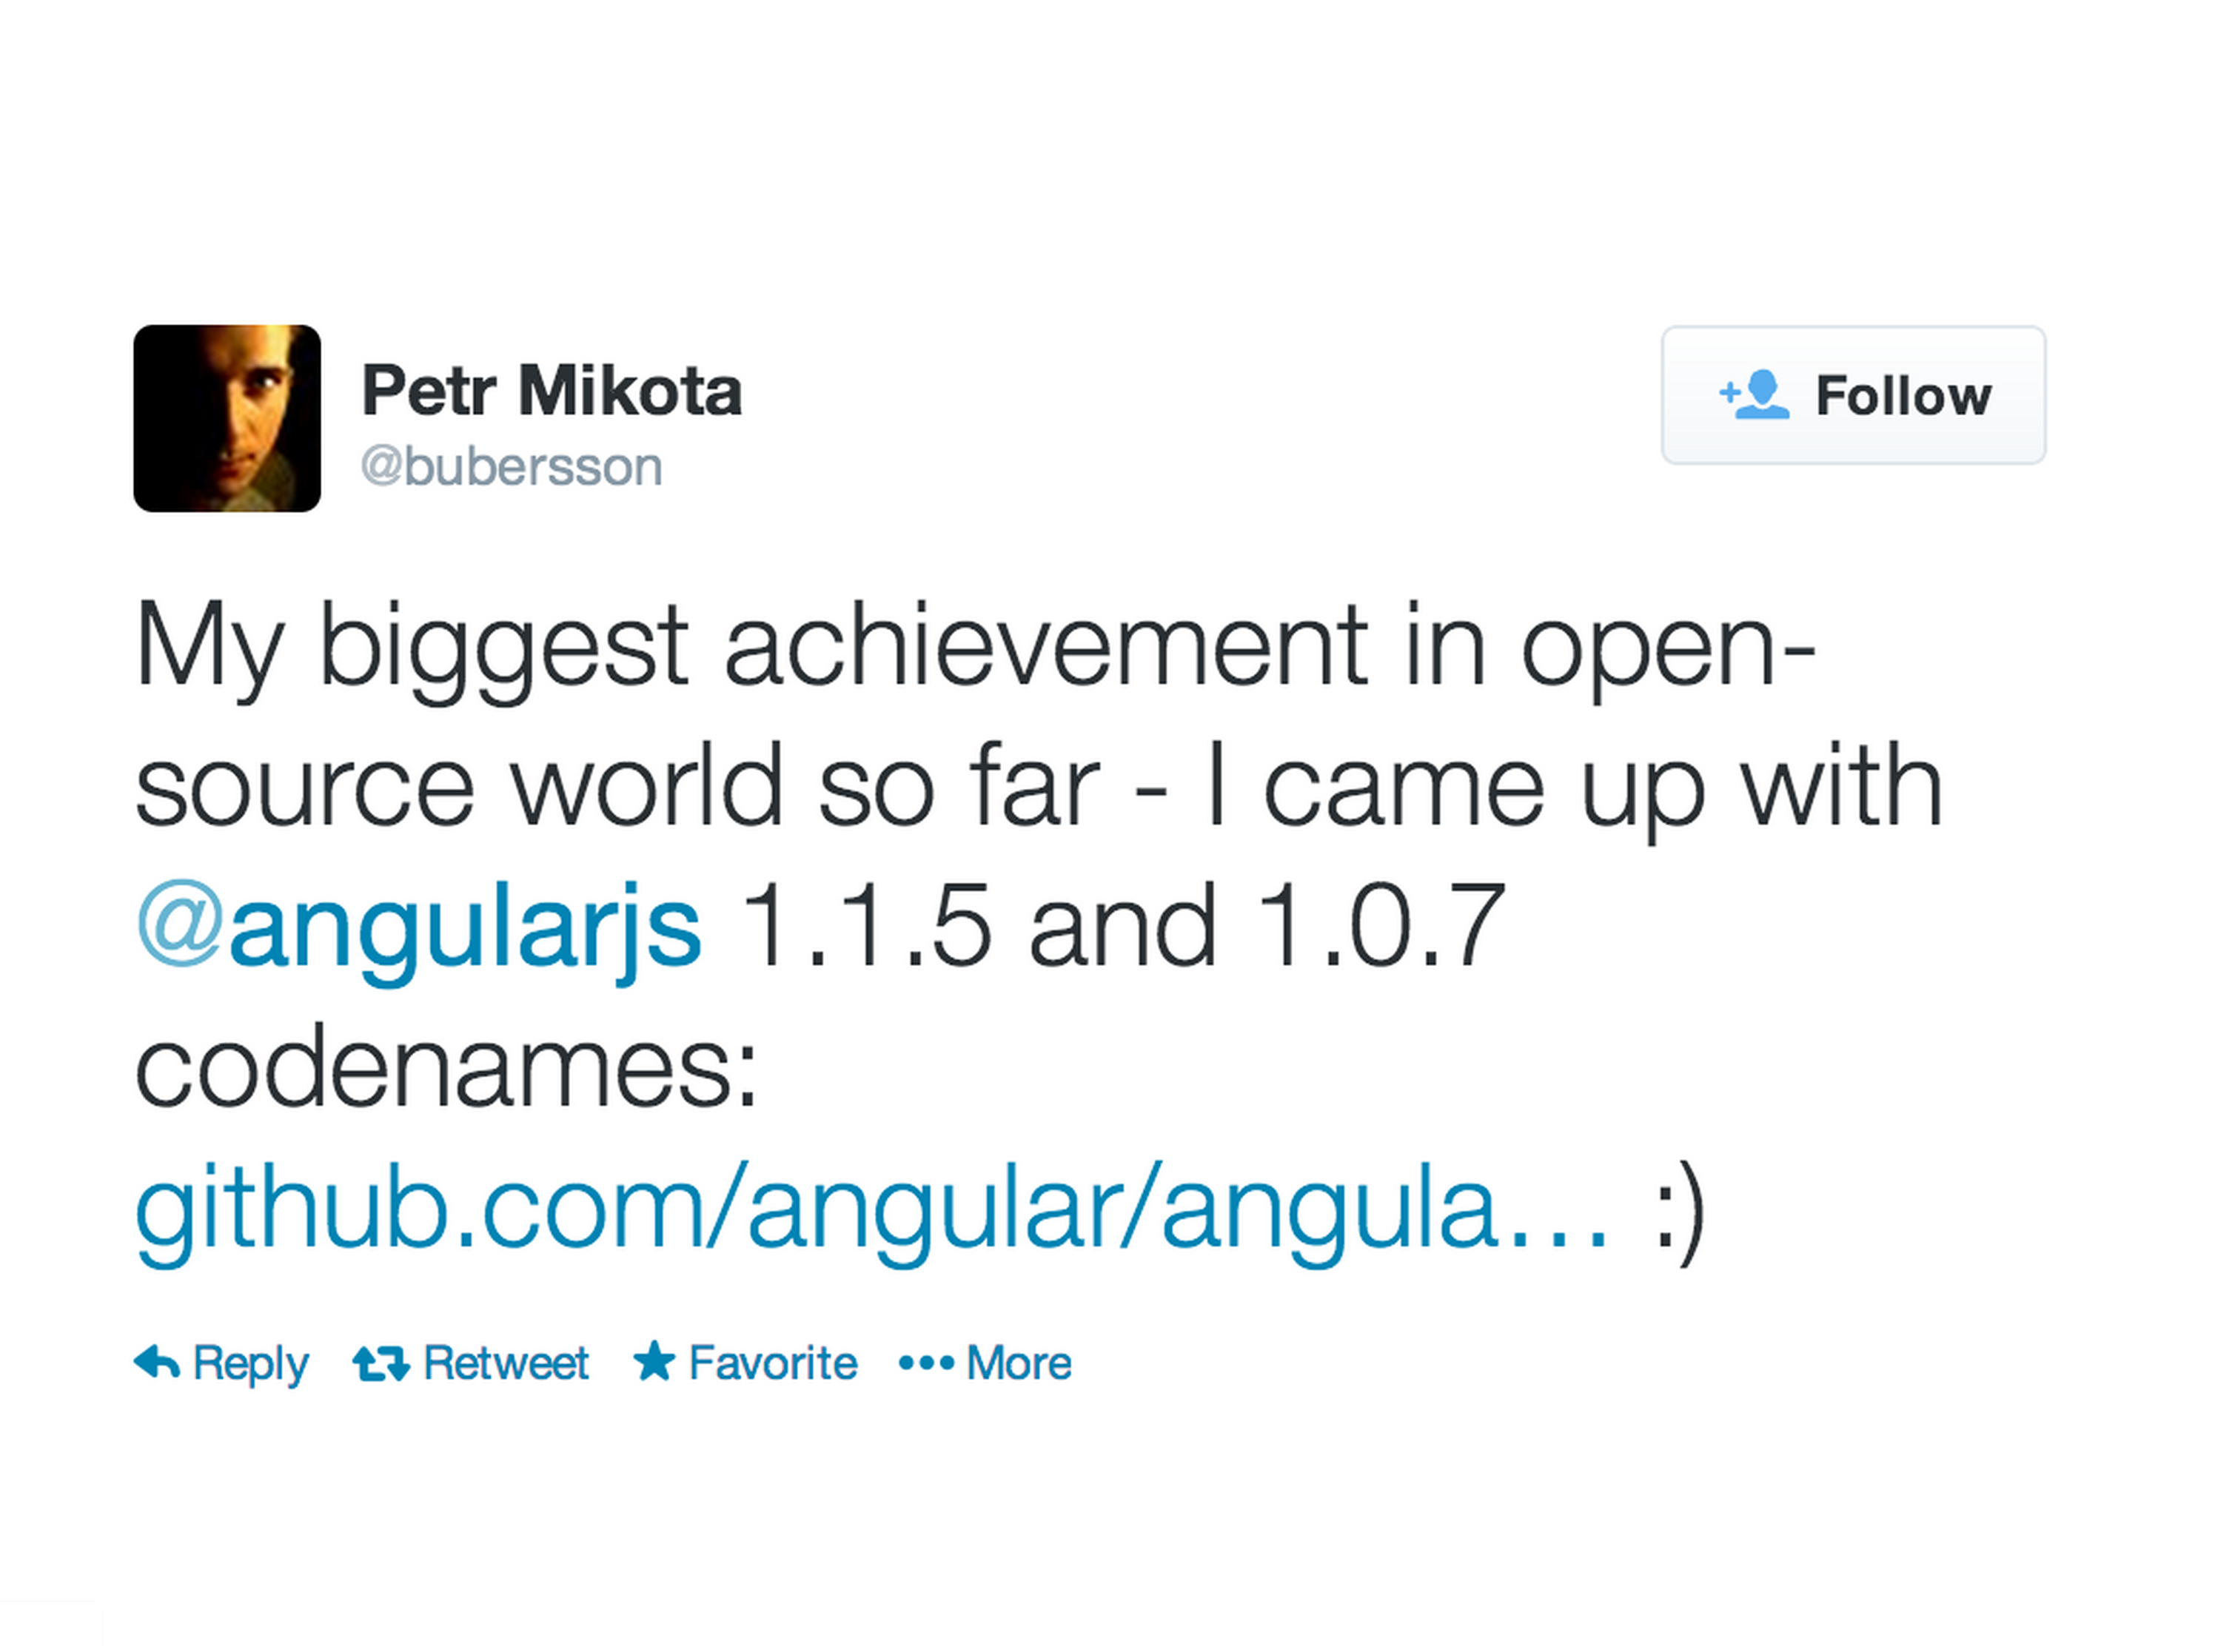 Petr Mikota
@bubersson
Follow
My biggest achievement in open-
source world so far - I came up with
@angularjs 1.1.5 and 1.0.7
codenames:
github.com/angular/angula... :)
Reply Retweet Favorite More